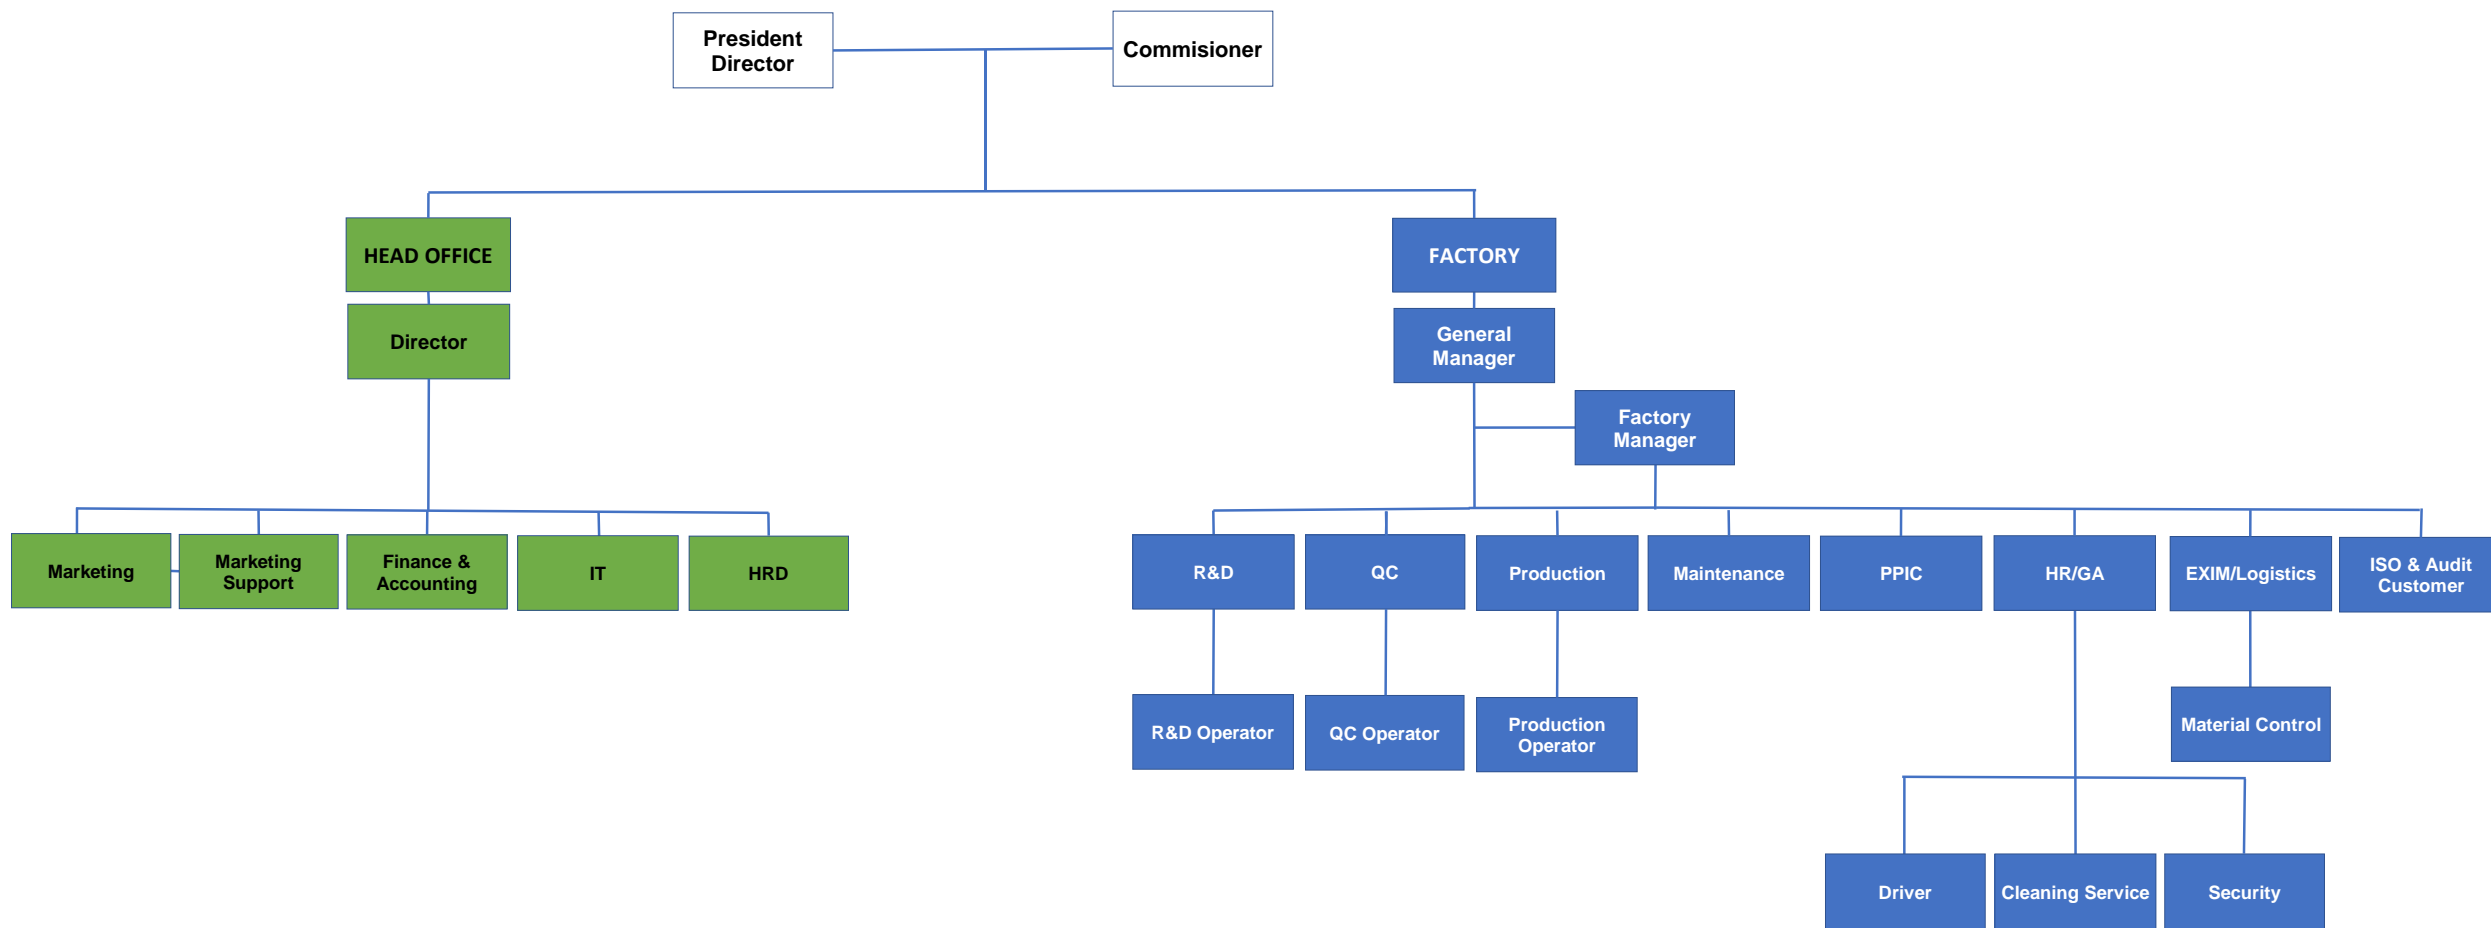 President
Director
Commisioner
HEAD OFFICE
FACTORY
Director
General
Manager
Factory
Manager
Marketing
Marketing
Support
Finance &
Accounting
IT
HRD
R&D
QC
Production
Maintenance
PPIC
HR/GA
EXIM/Logistics
ISO & Audit
Customer
R&D Operator
QC Operator
Production
Operator
Material Control
Driver
Cleaning Service
Security